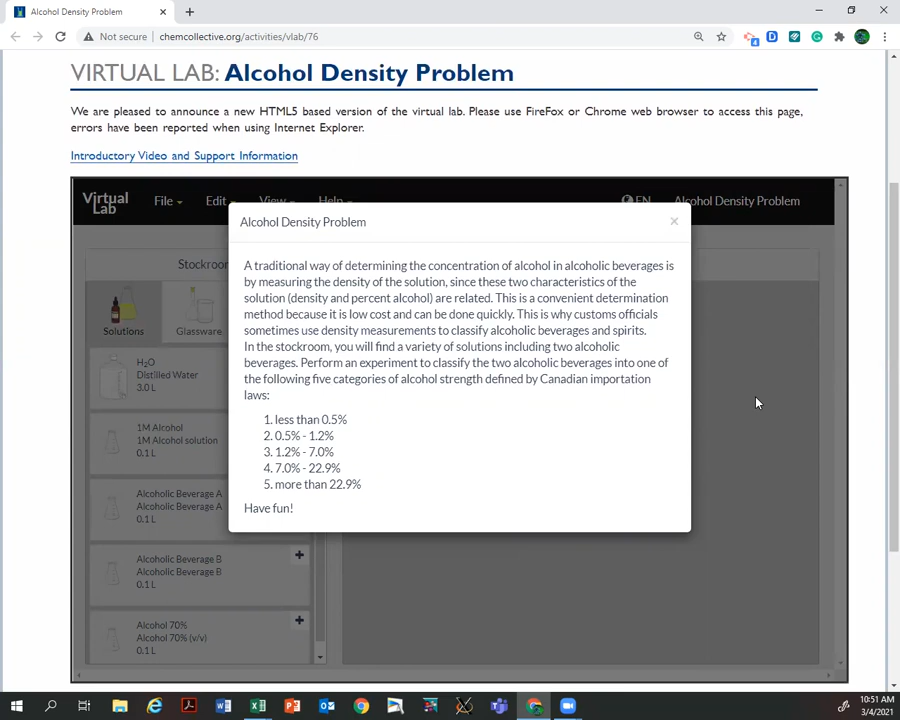 Alcohol Density Problem
Not secure
chemcollective.org/activities/vlab/76
VIRTUAL LAB: Alcohol Density Problem
We are pleased to announce a new HTML5 based version of the virtual lab. Please use FireFox or Chrome web browser to access this page,
errors have been reported when using Internet Explorer.
Introductory Video and Support Information
Virtual Lab
File
Edit
View
Help
EN
Alcohol Density Problem
Alcohol Density Problem
A traditional way of determining the concentration of alcohol in alcoholic beverages is
by measuring the density of the solution, since these two characteristics of the
solution (density and percent alcohol) are related. This is a convenient determination
method because it is low cost and can be done quickly. This is why customs officials
sometimes use density measurements to classify alcoholic beverages and spirits.
In the stockroom, you will find a variety of solutions including two alcoholic
beverages. Perform an experiment to classify the two alcoholic beverages into one of
the following five categories of alcohol strength defined by Canadian importation
laws:
1. less than 0.5%
2. 0.5% - 1.2%
3. 1.2% - 7.0%
4. 7.0% - 22.9%
5. more than 22.9%
Have fun!
Solutions
Glassware
H2O
Distilled Water
3.0 L
1M Alcohol
1M Alcohol solution
0.1 L
Alcoholic Beverage A
Alcoholic Beverage A
0.1 L
Alcoholic Beverage B
Alcoholic Beverage B
0.1 L
Alcohol 70%
Alcohol 70% (v/v)
0.1 L
10:51 AM
3/4/2021